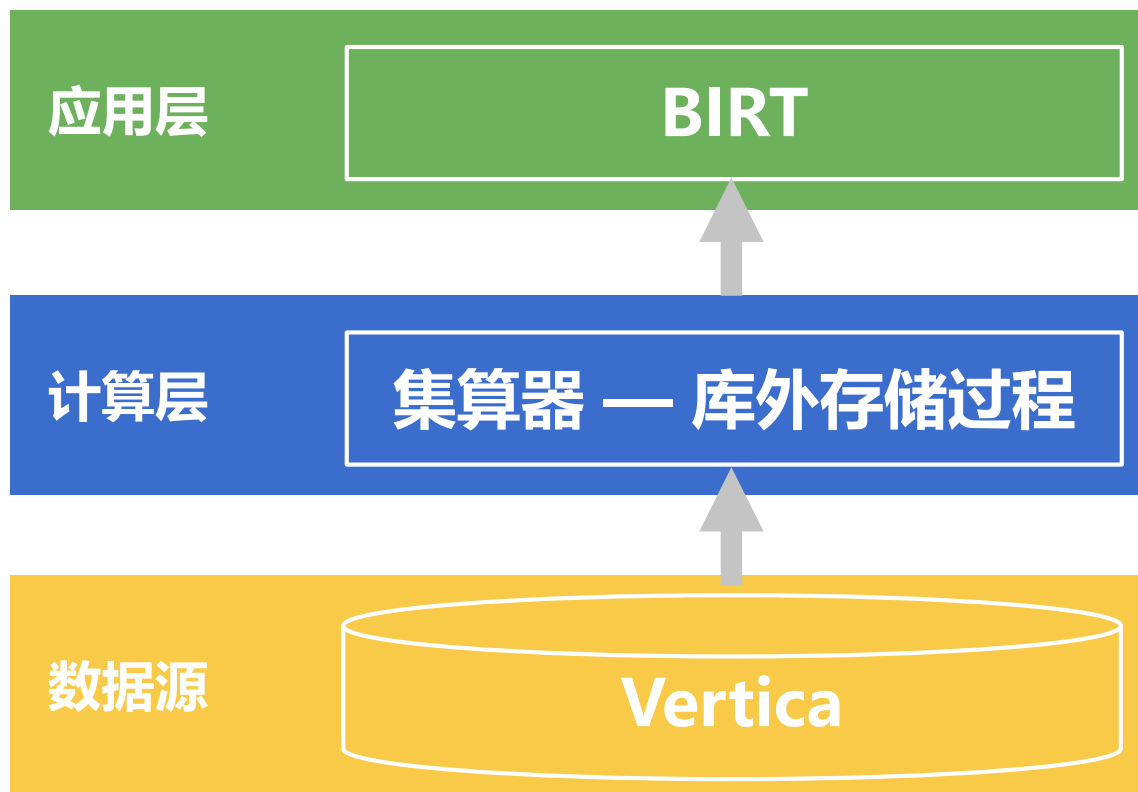 应用层
BIRT
计算层
集算器 — 库外存储过程
数据源
Vertica